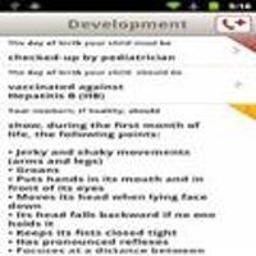 9:16
Development
The day of birth your child must be
checked-up by pediatrician
The day of birth your child should be
vaccinated against
Hepatitis B (HB)
Your newborn, if healthy, should
show, during the first month of
life, the following points:
• Jerky and shaky movements
(arms and legs)
• Groans
• Puts hands in its mouth and in
front of its eyes
• Moves its head when lying face
down
• Its head falls backward if no one
holds it
• Keeps its fists closed tight
• Has pronounced reflexes
• Focuses at a distance between